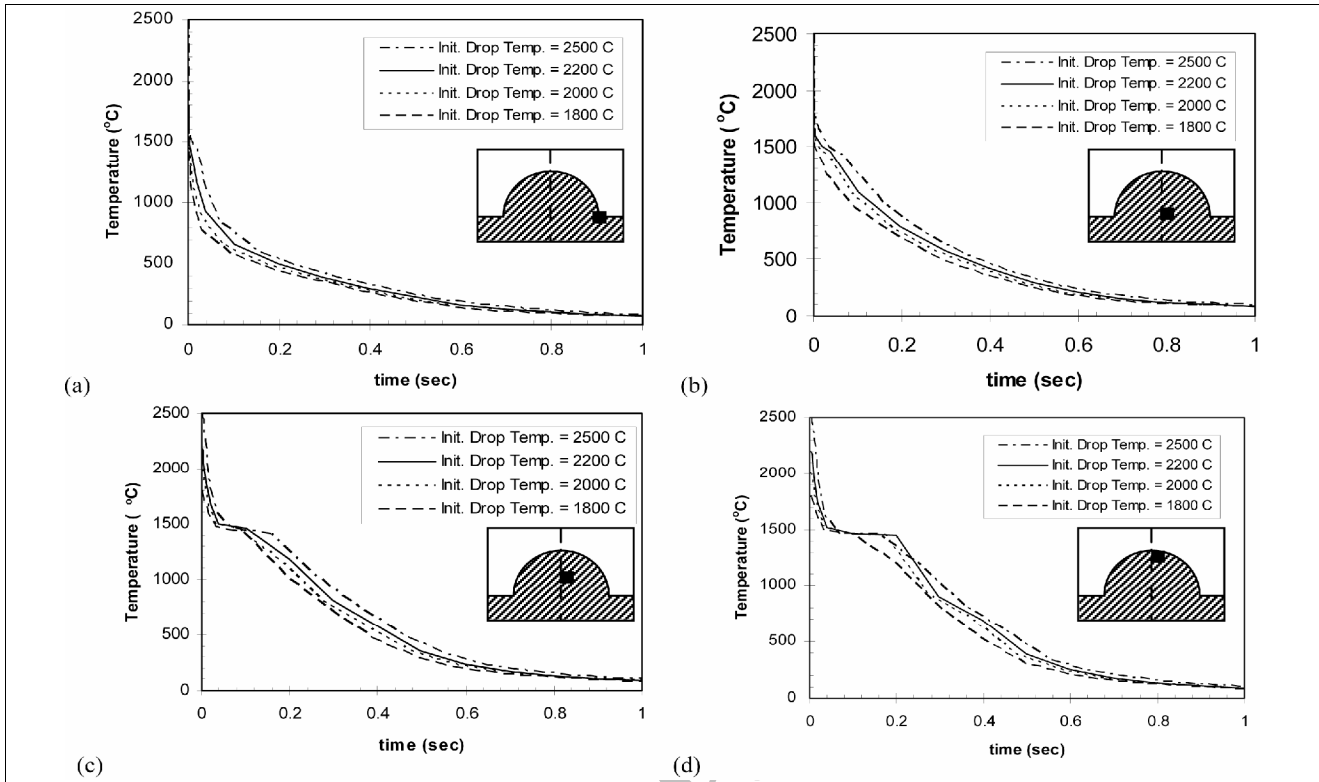 2500
2000
1500
1000
500
0
Temperature (°C)
Init. Drop Temp. = 2500 C
Init. Drop Temp. = 2200 C
Init. Drop Temp. = 2000 C
Init. Drop Temp. = 1800 C
0 0.2 0.4 0.6 0.8 1
time (sec)
(a)
2500
2000
1500
1000
500
0
Temperature ( °C)
Init. Drop Temp. = 2500 C
Init. Drop Temp. = 2200 C
Init. Drop Temp. = 2000 C
Init. Drop Temp. = 1800 C
0 0.2 0.4 0.6 0.8 1
time (sec)
(b)
2500
2000
1500
1000
500
0
Temperature ( °C)
Init. Drop Temp. = 2500 C
Init. Drop Temp. = 2200 C
Init. Drop Temp. = 2000 C
Init. Drop Temp. = 1800 C
0 0.2 0.4 0.6 0.8 1
time (sec)
(c)
2500
2000
1500
1000
500
0
Temperature (°C)
Init. Drop Temp. = 2500 C
Init. Drop Temp. = 2200 C
Init. Drop Temp. = 2000 C
Init. Drop Temp. = 1800 C
0 0.2 0.4 0.6 0.8 1
time (sec)
(d)